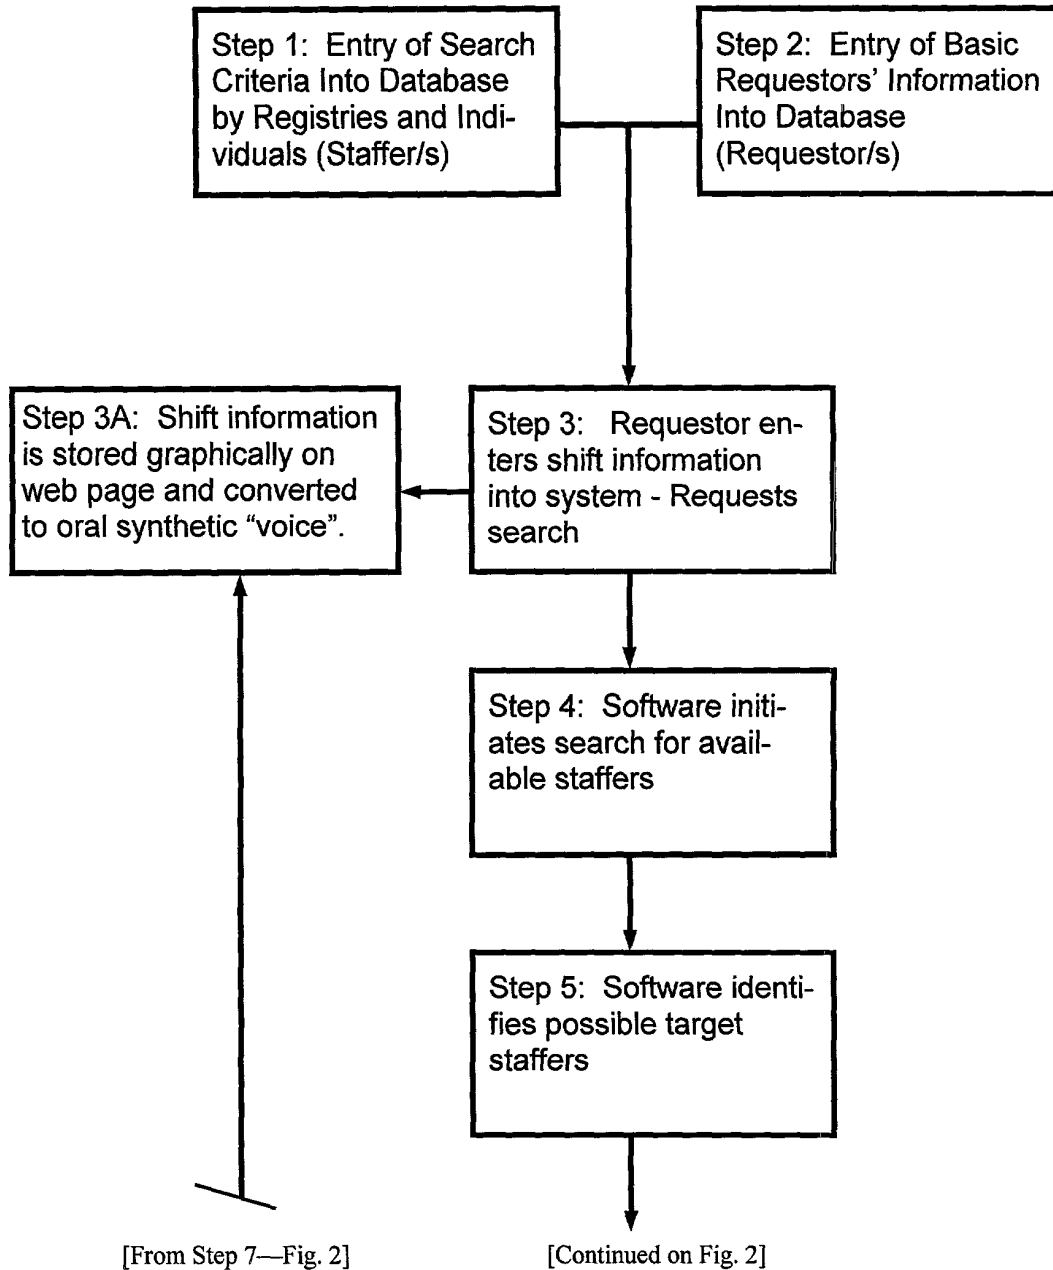 Step 1: Entry of Search
Criteria Into Database
by Registries and Indi-
viduals (Staffer/s)
Step 2: Entry of Basic
Requestors' Information
Into Database
(Requestor/s)
Step 3A: Shift information
is stored graphically on
web page and converted
to oral synthetic “voice”.
Step 3: Requestor en-
ters shift information
into system - Requests
search
Step 4: Software initi-
ates search for avail-
able staffers
Step 5: Software identi-
fies possible target
staffers
[From Step 7—Fig. 2]
[Continued on Fig. 2]